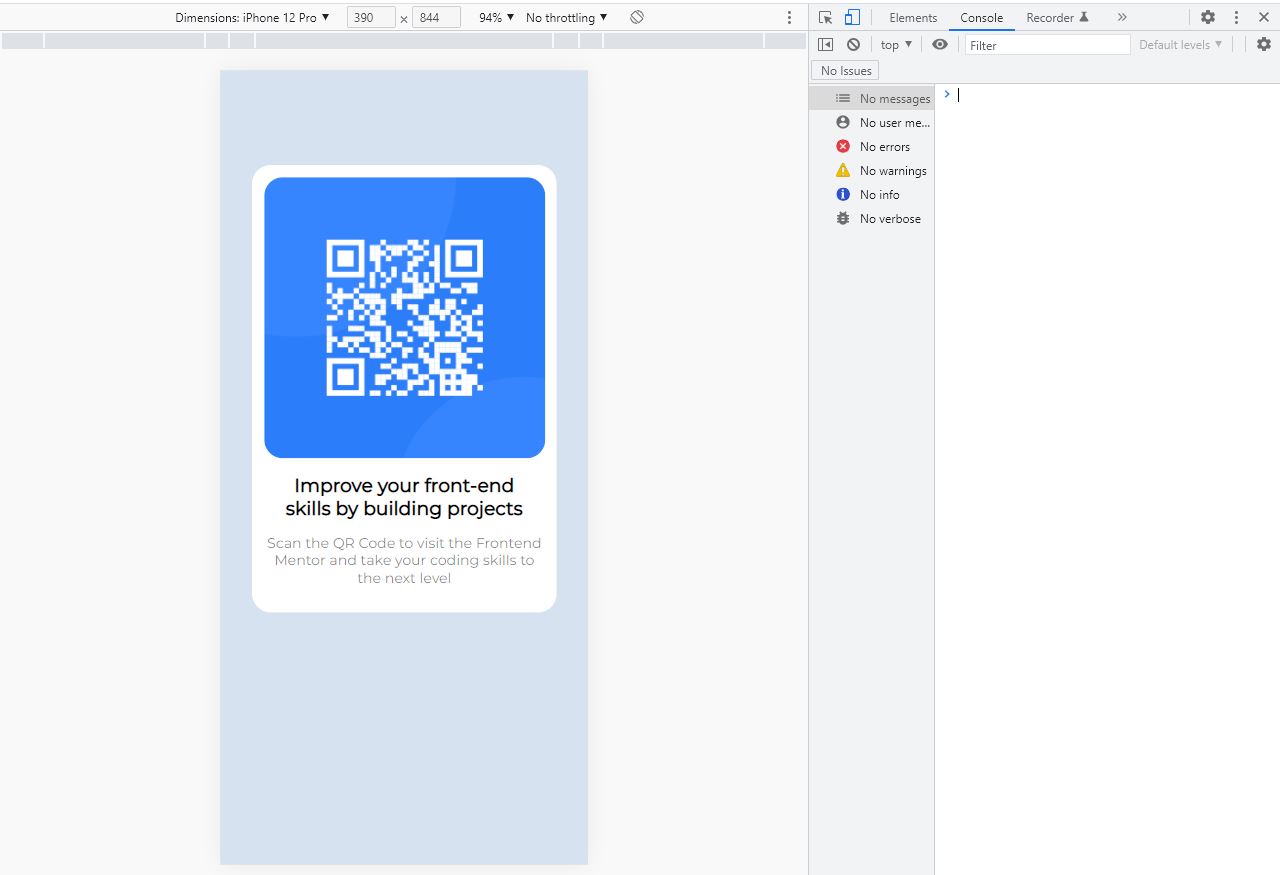 Dimensions: iPhone 12 Pro ▼ 390 × 844 94% ▼ No throttling ▼
Elements Console Recorder
top ▼ Filter Default levels ▼
No Issues
No messages
No user me...
No errors
No warnings
No info
No verbose
Improve your front-end
skills by building projects
Scan the QR Code to visit the Frontend
Mentor and take your coding skills to
the next level